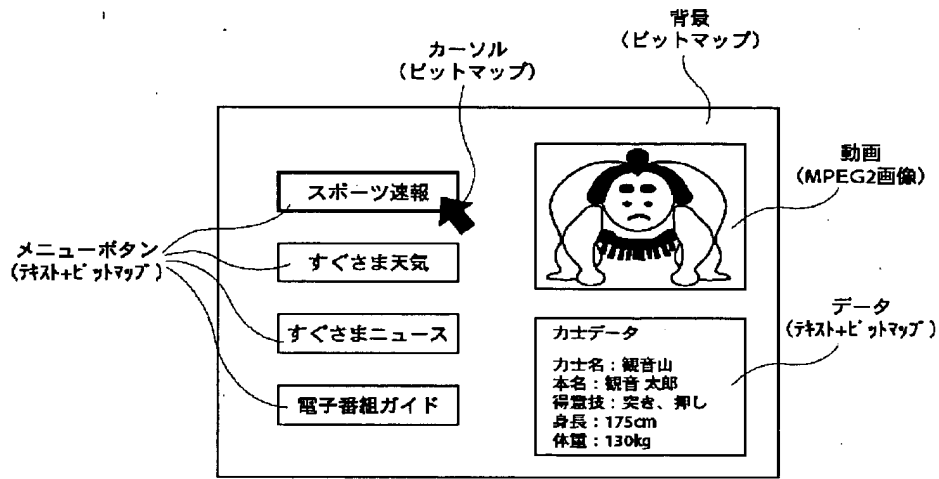 背景
(ビットマップ)
カーソル
(ビットマップ)
動画
(MPEG2画像)
スポーツ速報
メニューボタン
(ﾃｷｽﾄ+ﾋﾞｯﾄﾏｯﾌﾟ)
すぐさま天気
すぐさまニュース
電子番組ガイド
データ
(ﾃｷｽﾄ+ﾋﾞｯﾄﾏｯﾌﾟ)
力士データ
力士名：観音山
本名：観音 太郎
得意技：突き、押し
身長：175cm
体重：130kg